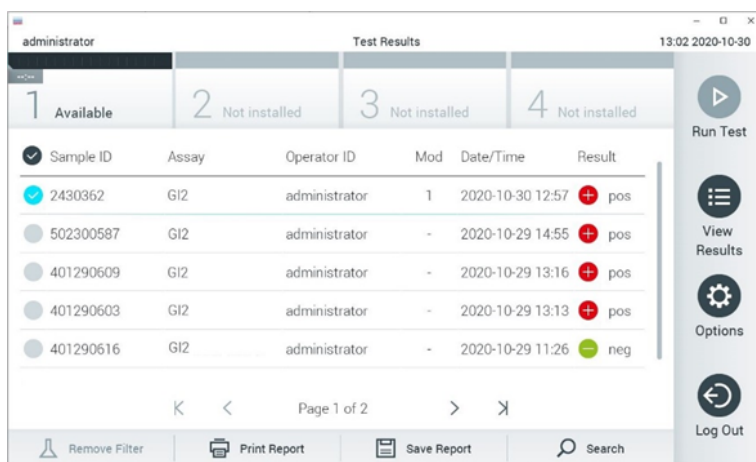 administrator Test Results 13:02 2020-10-30
--:--
1 Available 2 Not installed 3 Not installed 4 Not installed
Run Test
Sample ID Assay Operator ID Mod Date/Time Result
2430362 GI2 administrator 1 2020-10-30 12:57 pos
View Results
502300587 GI2 administrator - 2020-10-29 14:55 pos
401290609 GI2 administrator - 2020-10-29 13:16 pos
401290603 GI2 administrator - 2020-10-29 13:13 pos
Options
401290616 GI2 administrator - 2020-10-29 11:26 neg
Page 1 of 2
Log Out
Remove Filter Print Report Save Report Search